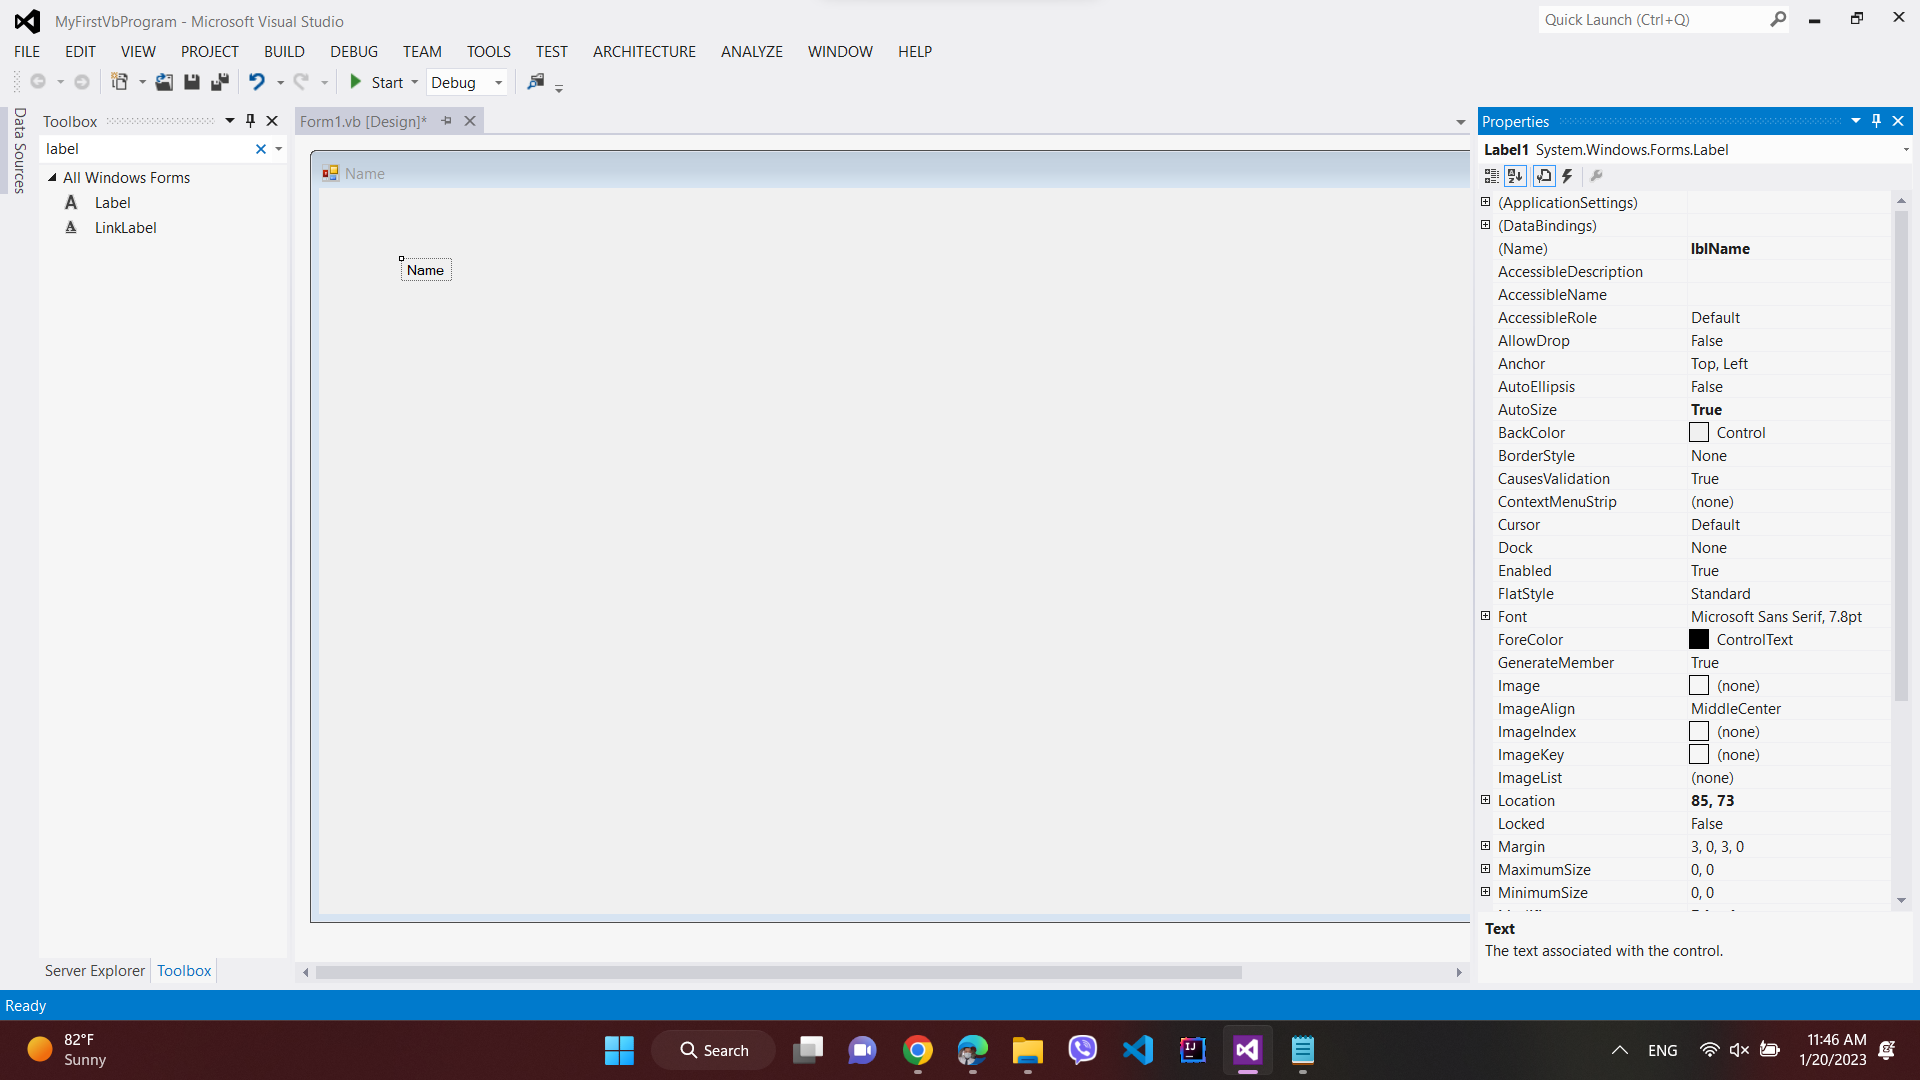 MyFirstVbProgram - Microsoft Visual Studio
Quick Launch (Ctrl+Q)
FILE EDIT VIEW PROJECT BUILD DEBUG TEAM TOOLS TEST ARCHITECTURE ANALYZE WINDOW HELP
Start Debug
Data Sources
Toolbox
label
All Windows Forms
A Label
A LinkLabel
Server Explorer Toolbox
Form1.vb [Design]*
Name
Name
Properties
Label1 System.Windows.Forms.Label
(ApplicationSettings)
(DataBindings)
(Name) lblName
AccessibleDescription
AccessibleName
AccessibleRole Default
AllowDrop False
Anchor Top, Left
AutoEllipsis False
AutoSize True
BackColor Control
BorderStyle None
CausesValidation True
ContextMenuStrip (none)
Cursor Default
Dock None
Enabled True
FlatStyle Standard
Font Microsoft Sans Serif, 7.8pt
ForeColor ControlText
GenerateMember True
Image (none)
ImageAlign MiddleCenter
ImageIndex (none)
ImageKey (none)
ImageList (none)
Location 85, 73
Locked False
Margin 3, 0, 3, 0
MaximumSize 0, 0
MinimumSize 0, 0
Text
The text associated with the control.
Ready
82°F
Sunny
Search
ENG
11:46 AM
1/20/2023